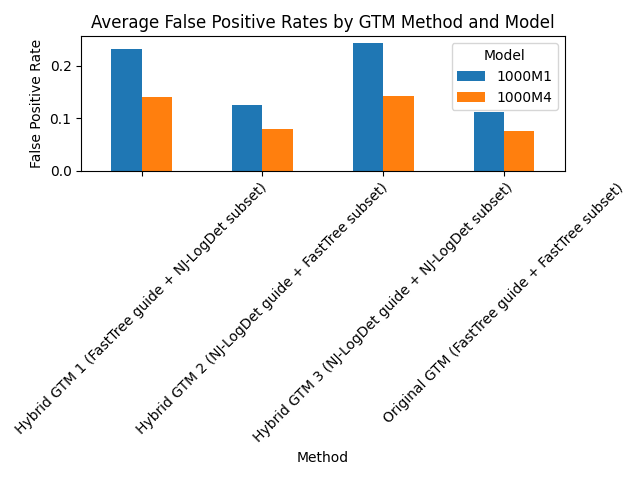 Average False Positive Rates by GTM Method and Model
False Positive Rate
0.2
0.1
0.0
Model
1000M1
1000M4
Hybrid GTM 1 (FastTree guide + NJ-LogDet subset)
Hybrid GTM 2 (NJ-LogDet guide + FastTree subset)
Hybrid GTM 3 (NJ-LogDet guide + NJ-LogDet subset)
Original GTM (FastTree guide + FastTree subset)
Method